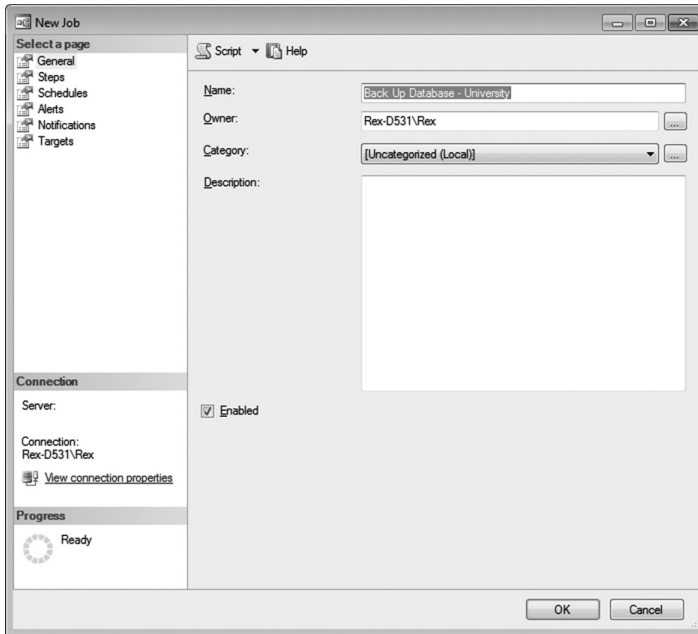 New Job
Select a page
General
Steps
Schedules
Alerts
Notifications
Targets
Script
Help
Name:
Back Up Database - University
Owner:
Rex-D531\Rex
...
Category:
[Uncategorized (Local)]
...
Description:
Enabled
Connection
Server:
Connection:
Rex-D531\Rex
View connection properties
Progress
Ready
OK
Cancel